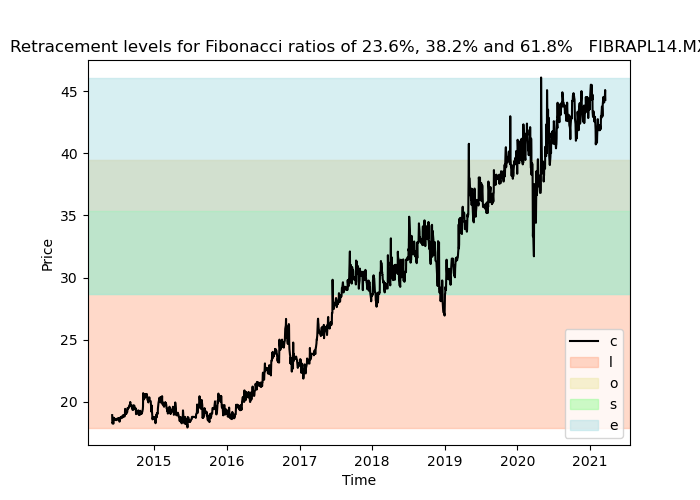 Retracement levels for Fibonacci ratios of 23.6%, 38.2% and 61.8%   FIBRAPL14.MX
Price
45
40
35
30
25
20
c
l
o
s
e
2015 2016 2017 2018 2019 2020 2021
Time